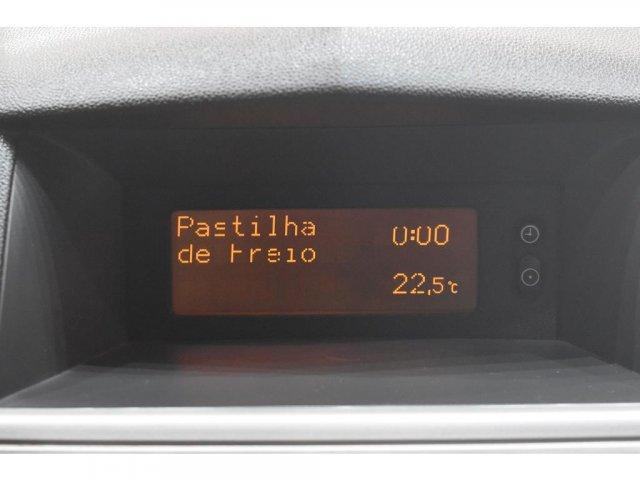 Pastilha
de freio
0:00
22,5°C